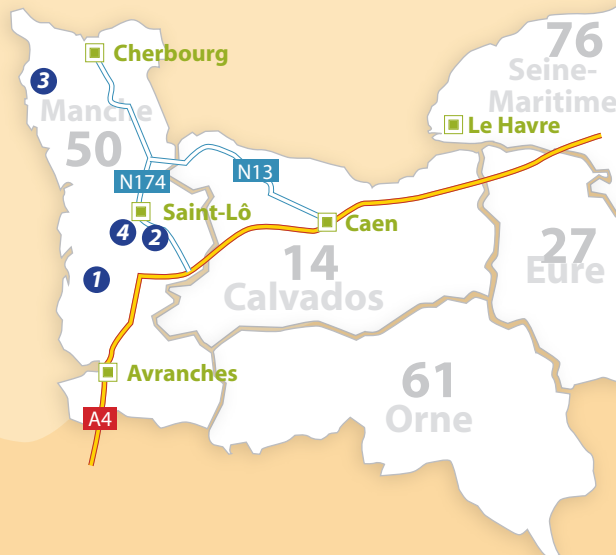 76
Seine-
Maritime
Cherbourg
3
Manche
50
Le Havre
N13
N174
Saint-Lô
4
2
Caen
27
Eure
14
Calvados
1
Avranches
61
Orne
A4